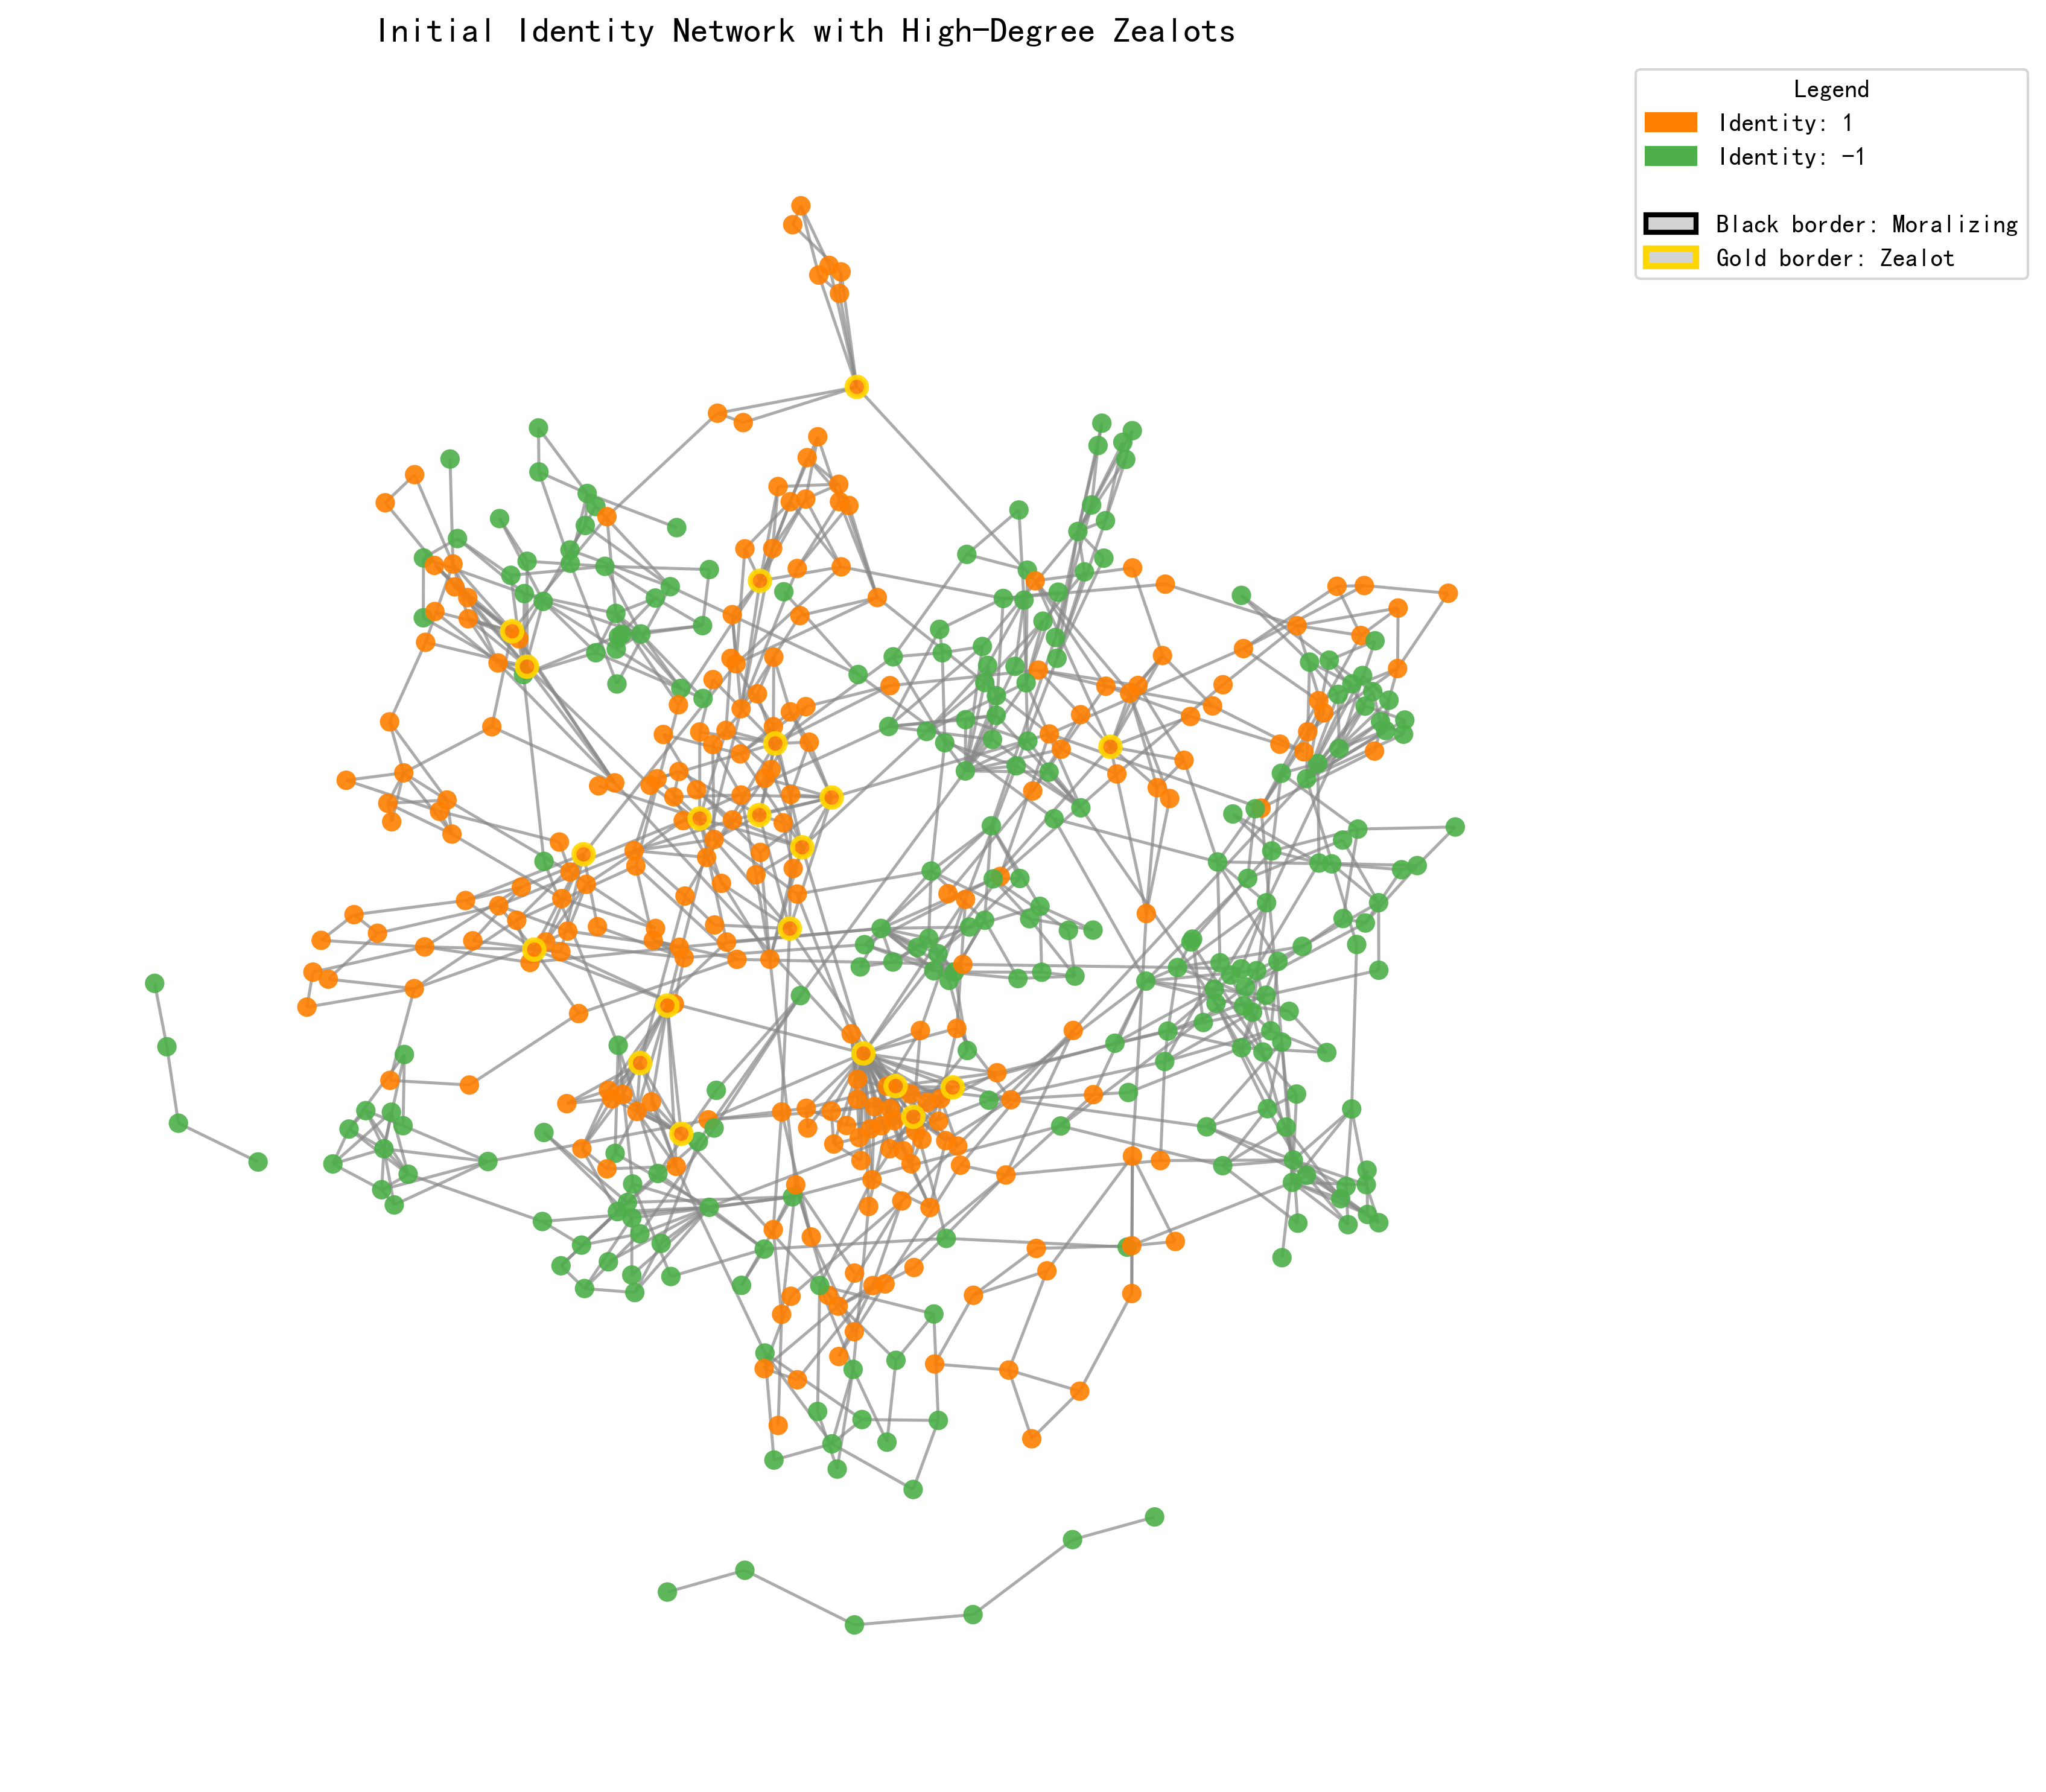 Initial Identity Network with High-Degree Zealots
Legend
Identity: 1
Identity: -1
Black border: Moralizing
Gold border: Zealot